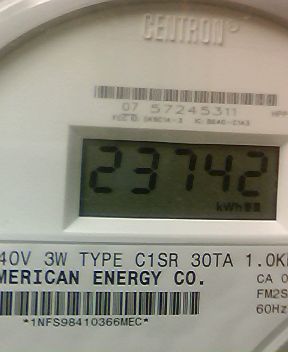 CENTRON®
07 57245311
23742
kWh
40V 3W TYPE C1SR 30TA 1.0K
MERICAN ENERGY CO.
CA 0
FM2S
60Hz
*1NFS98410366MEC*